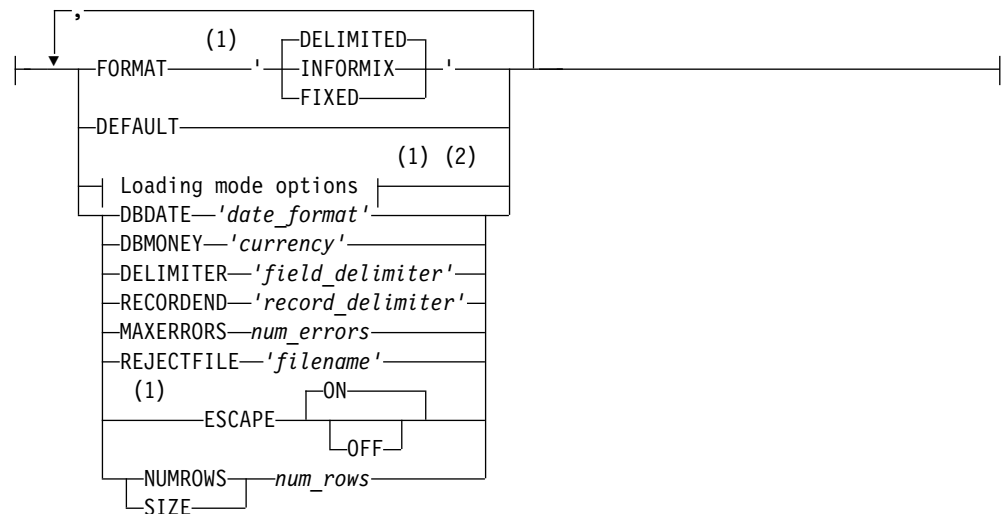 ,
(1) DELIMITED
FORMAT ' INFORMIX '
FIXED
DEFAULT
(1) (2)
Loading mode options
DBDATE 'date_format'
DBMONEY 'currency'
DELIMITER 'field_delimiter'
RECORDEND 'record_delimiter'
MAXERRORS num_errors
REJECTFILE 'filename'
(1) ON
ESCAPE
OFF
NUMROWS num_rows
SIZE